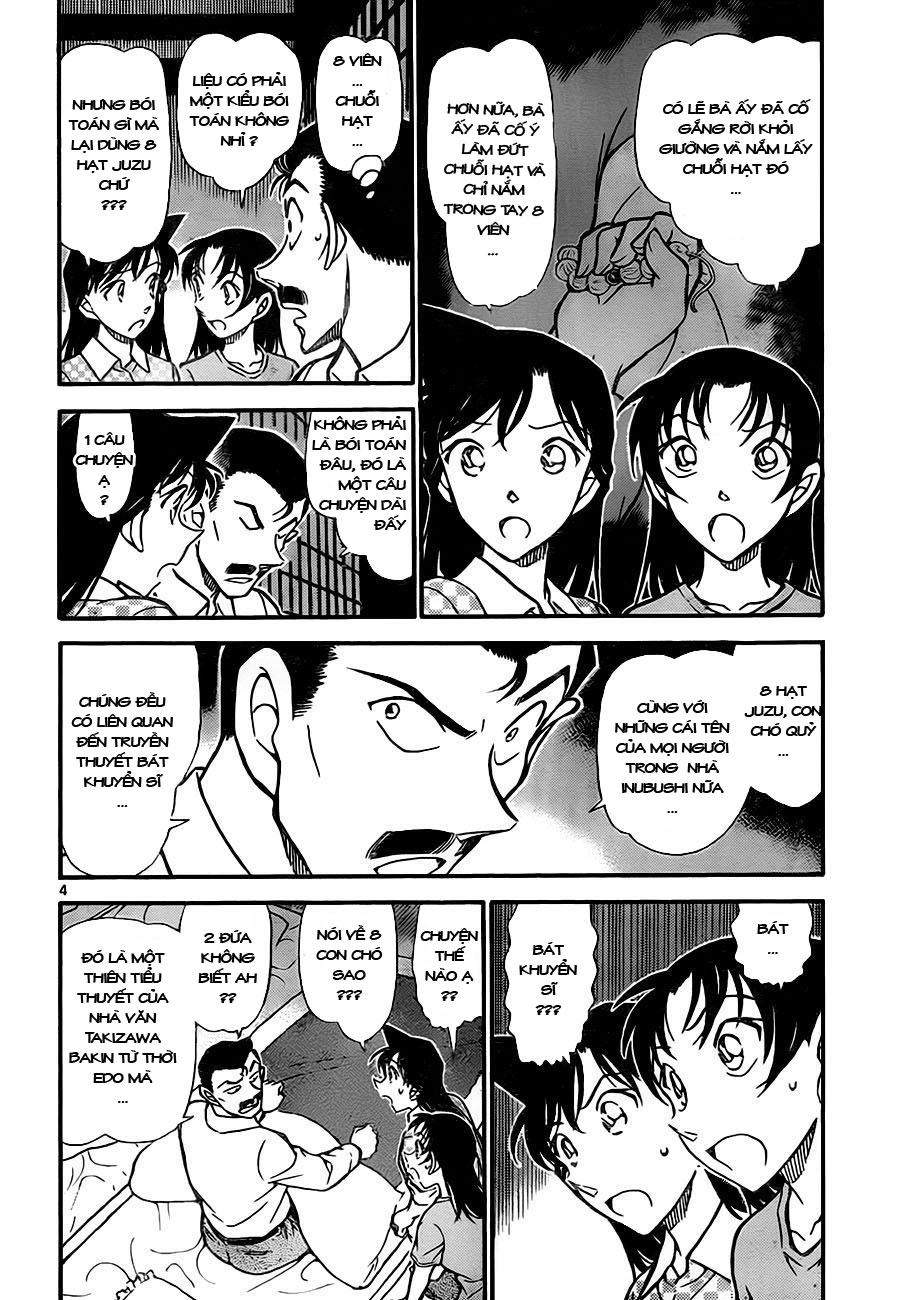 CÓ LẼ BÀ ẤY ĐÃ CỐ
GẮNG RỜI KHỎI
GIƯỜNG VÀ NẮM LẤY
CHUỖI HẠT ĐÓ
...
HƠN NỮA, BÀ
ẤY ĐÃ CỐ Ý
LÀM ĐỨT
CHUỖI HẠT VÀ
CHỈ NẮM
TRONG TAY 8
VIÊN
...
8 VIÊN
...
CHUỖI
HẠT
...
LIỆU CÓ PHẢI
MỘT KIỂU BÓI
TOÁN KHÔNG
NHỈ ?
NHƯNG BÓI
TOÁN GÌ MÀ
LẠI DÙNG 8
HẠT JUZU
CHỨ
???
KHÔNG PHẢI
LÀ BÓI TOÁN
ĐÂU, ĐÓ LÀ
MỘT CÂU
CHUYỆN DÀI
ĐẤY
1 CÂU
CHUYỆN
Ạ
?
8 HẠT
JUZU, CON
CHÓ QUỶ
...
CÙNG VỚI
NHỮNG CÁI TÊN
CỦA MỌI NGƯỜI
TRONG NHÀ
INUBUSHI NỮA
...
CHÚNG ĐỀU
CÓ LIÊN QUAN
ĐẾN TRUYỀN
THUYẾT BÁT
KHUYỂN SĨ
...
4
BÁT
...
BÁT
KHUYỂN
SĨ
???
CHUYỆN
THẾ
NÀO Ạ
??
NÓI VỀ 8
CON CHÓ
SAO
???
2 ĐỨA
KHÔNG
BIẾT AH
??
ĐÓ LÀ MỘT
THIÊN TIỂU
THUYẾT CỦA
NHÀ VĂN
TAKIZAWA
BAKIN TỪ THỜI
EDO MÀ
...